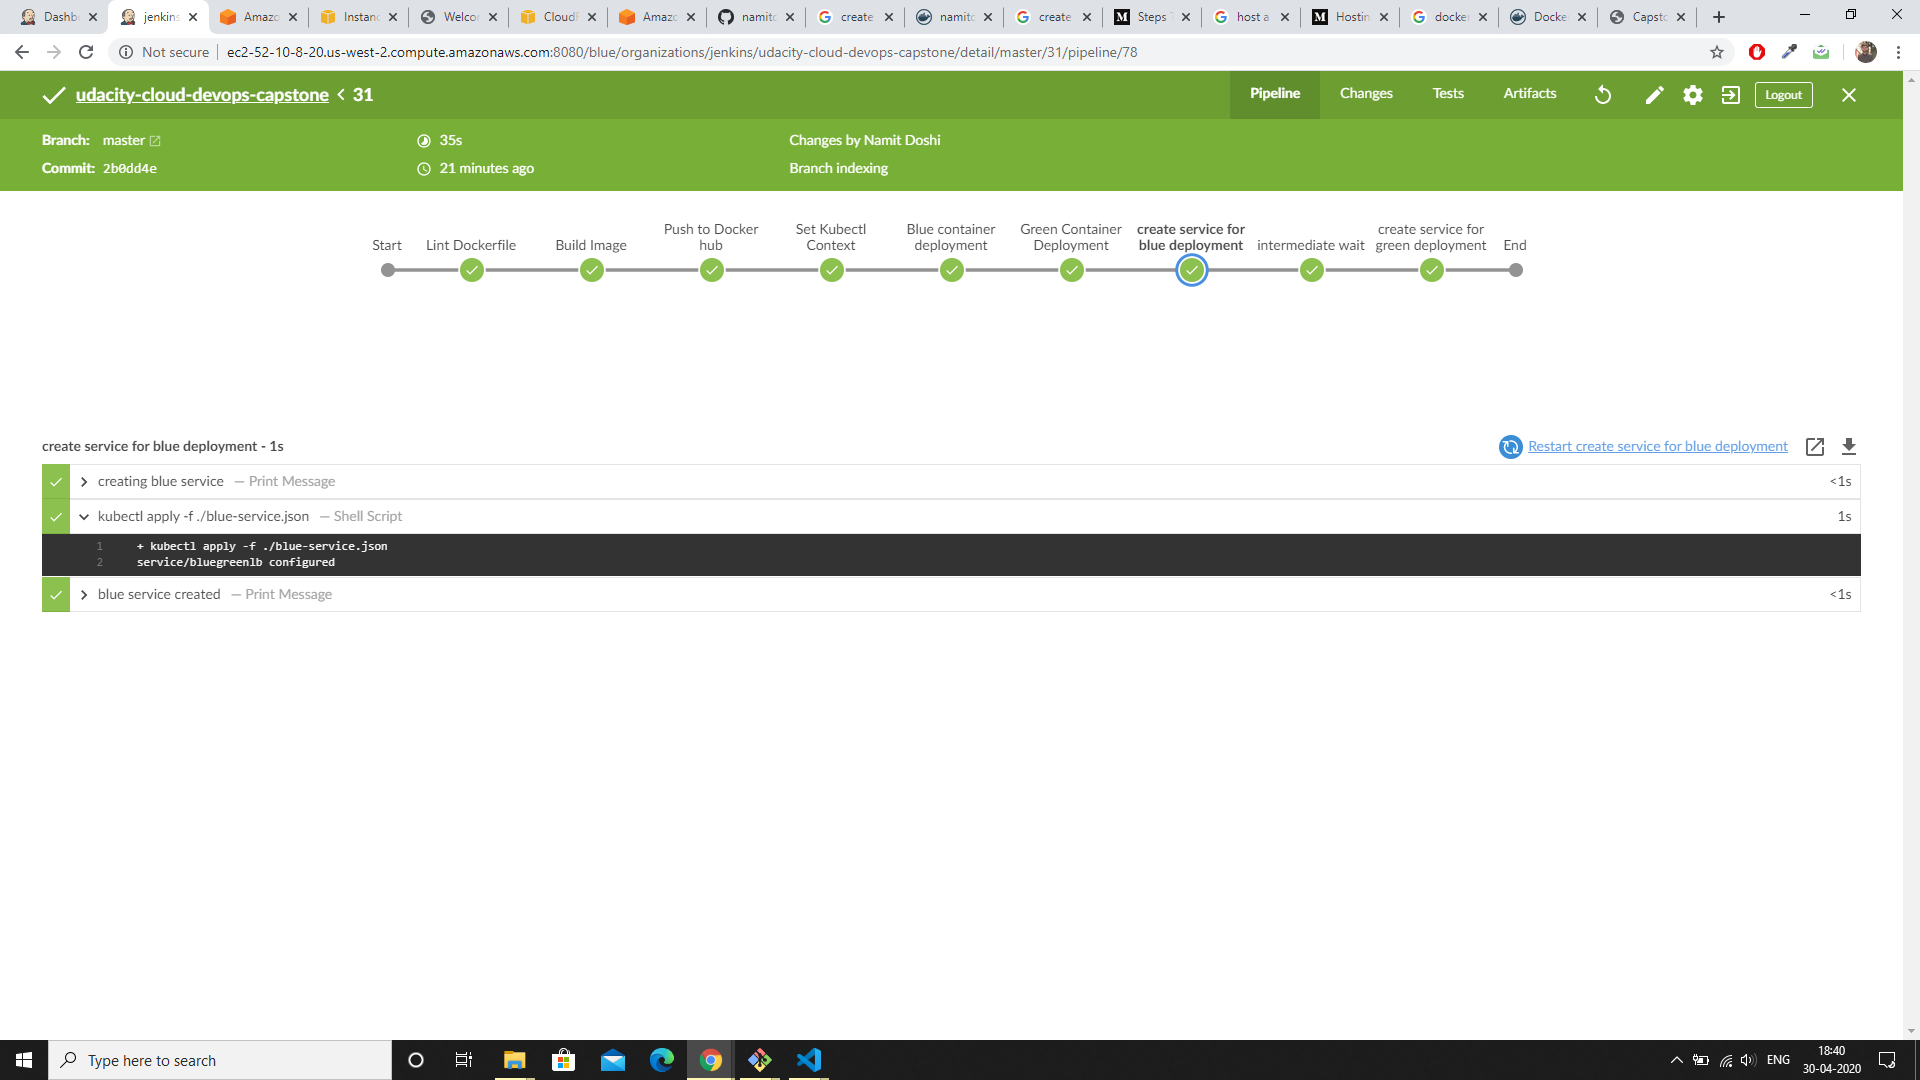 Dashb
jenkins
Amazo
Instanc
Welcor
CloudF
Amazo
namitd
create
namitd
create
Steps T
host a
Hostin
docker
Docke
Capsto
Not secure
ec2-52-10-8-20.us-west-2.compute.amazonaws.com:8080/blue/organizations/jenkins/udacity-cloud-devops-capstone/detail/master/31/pipeline/78
udacity-cloud-devops-capstone < 31
Pipeline
Changes
Tests
Artifacts
Logout
Branch: master
35s
Changes by Namit Doshi
Commit: 2b0dd4e
21 minutes ago
Branch indexing
Start
Lint Dockerfile
Build Image
Push to Docker
hub
Set Kubectl
Context
Blue container
deployment
Green Container
Deployment
create service for
blue deployment
intermediate wait
create service for
green deployment
End
create service for blue deployment - 1s
Restart create service for blue deployment
creating blue service — Print Message
<1s
kubectl apply -f ./blue-service.json — Shell Script
1s
1 + kubectl apply -f ./blue-service.json
2 service/bluegreenlb configured
blue service created — Print Message
<1s
Type here to search
ENG
18:40
30-04-2020